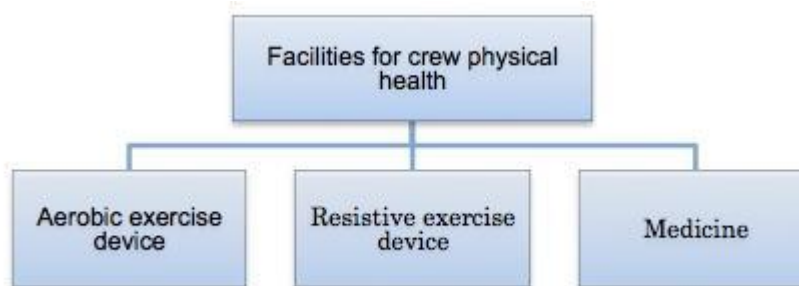 Facilities for crew physical
health
Aerobic exercise
device
Resistive exercise
device
Medicine